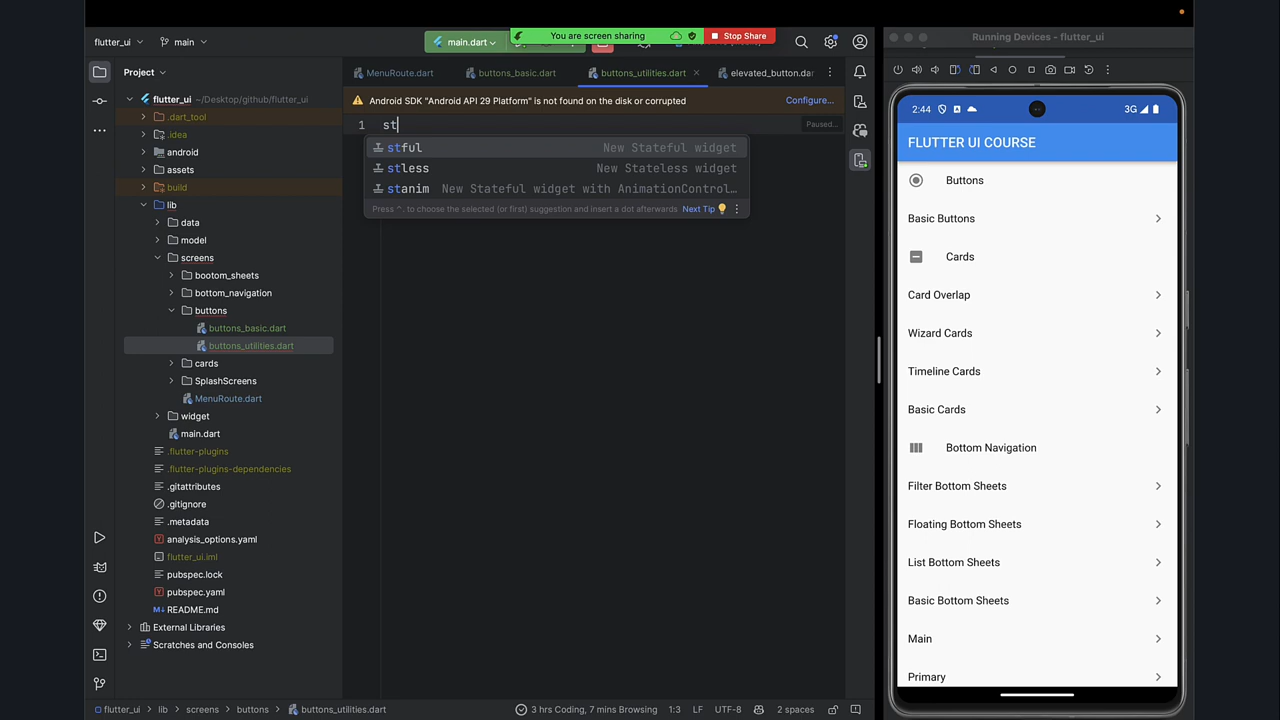 flutter_ui
main
main.dart
You are screen sharing
Stop Share
Running Devices - flutter_ui
Project
MenuRoute.dart
buttons_basic.dart
buttons_utilities.dart
elevated_button.dar
Android SDK "Android API 29 Platform" is not found on the disk or corrupted
Configure...
1
st
Paused...
stful New Stateful widget
stless New Stateless widget
stanim New Stateful widget with AnimationControl...
Press ^. to choose the selected (or first) suggestion and insert a dot afterwards Next Tip
flutter_ui ~/Desktop/github/flutter_ui
.dart_tool
.idea
android
assets
build
lib
data
model
screens
bootom_sheets
bottom_navigation
buttons
buttons_basic.dart
buttons_utilities.dart
cards
SplashScreens
MenuRoute.dart
widget
main.dart
.flutter-plugins
.flutter-plugins-dependencies
.gitattributes
.gitignore
.metadata
analysis_options.yaml
flutter_ui.iml
pubspec.lock
pubspec.yaml
README.md
External Libraries
Scratches and Consoles
2:44
3G
FLUTTER UI COURSE
Buttons
Basic Buttons
Cards
Card Overlap
Wizard Cards
Timeline Cards
Basic Cards
Bottom Navigation
Filter Bottom Sheets
Floating Bottom Sheets
List Bottom Sheets
Basic Bottom Sheets
Main
Primary
flutter_ui > lib > screens > buttons > buttons_utilities.dart
3 hrs Coding, 7 mins Browsing
1:3
LF
UTF-8
2 spaces